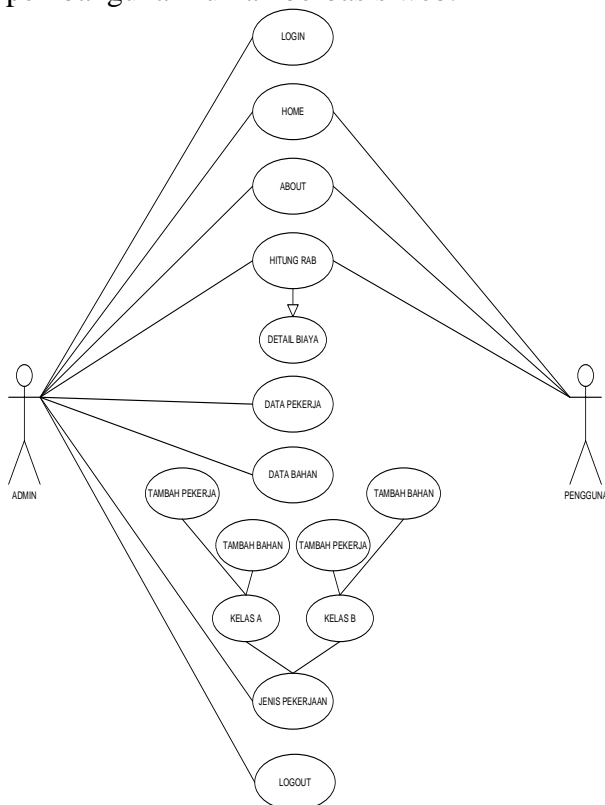 LOGIN
HOME
ABOUT
HITUNG RAB
DETAIL BIAYA
DATA PEKERJA
DATA BAHAN
ADMIN
PENGGUNA
TAMBAH PEKERJA
TAMBAH BAHAN
TAMBAH BAHAN
TAMBAH PEKERJA
KELAS A
KELAS B
JENIS PEKERJAAN
LOGOUT